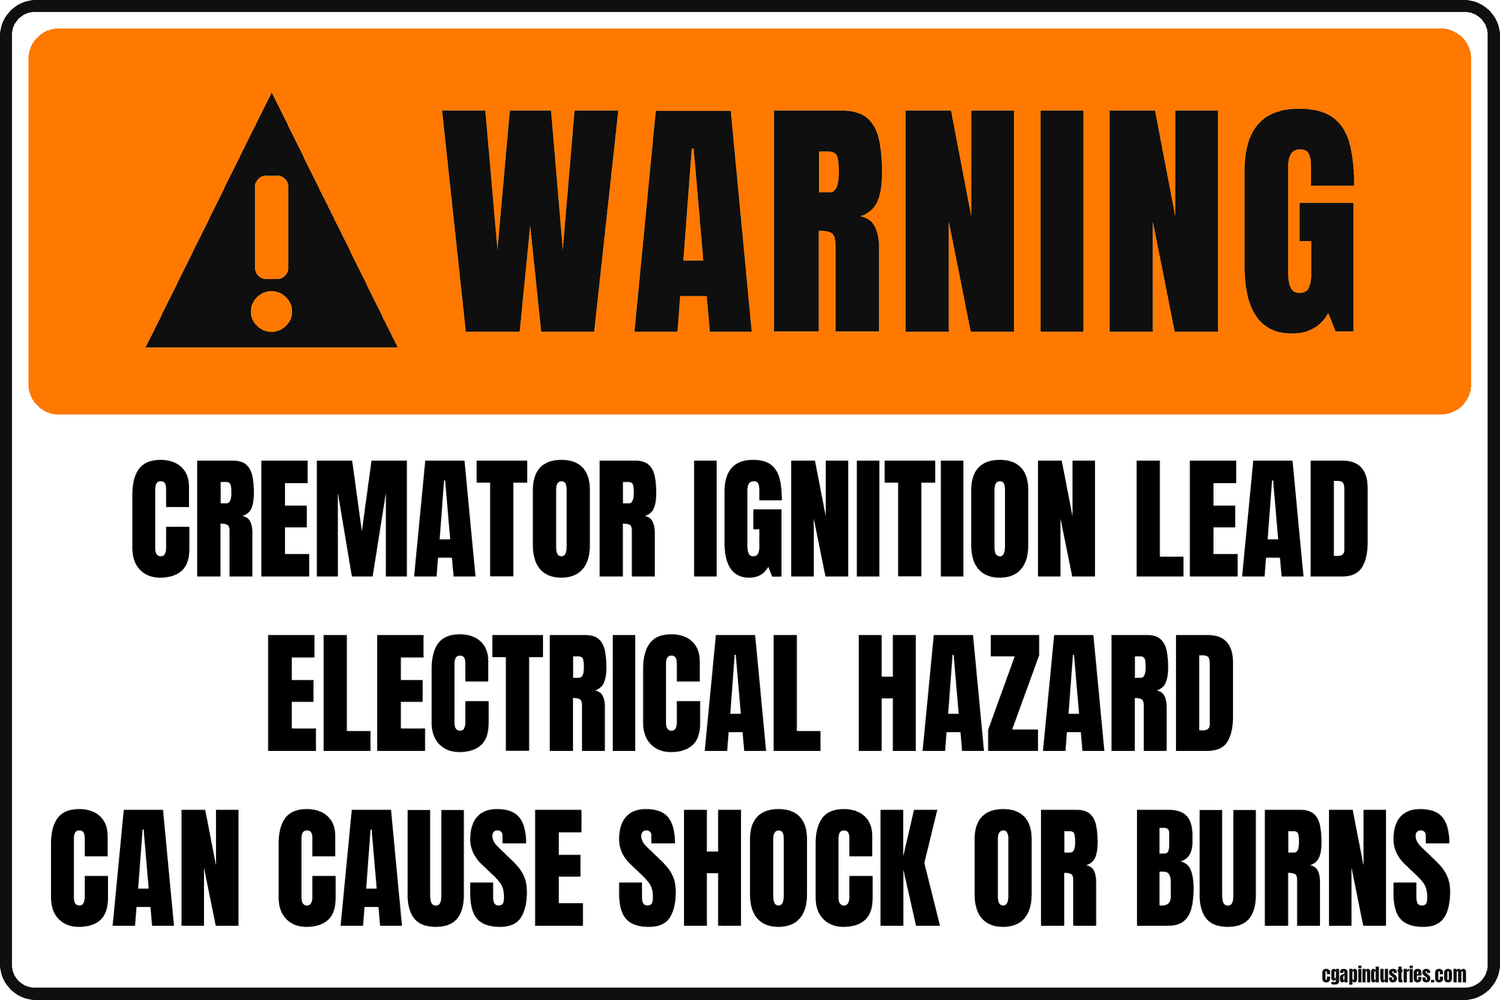 WARNING
CREMATOR IGNITION LEAD
ELECTRICAL HAZARD
CAN CAUSE SHOCK OR BURNS
cgapindustries.com